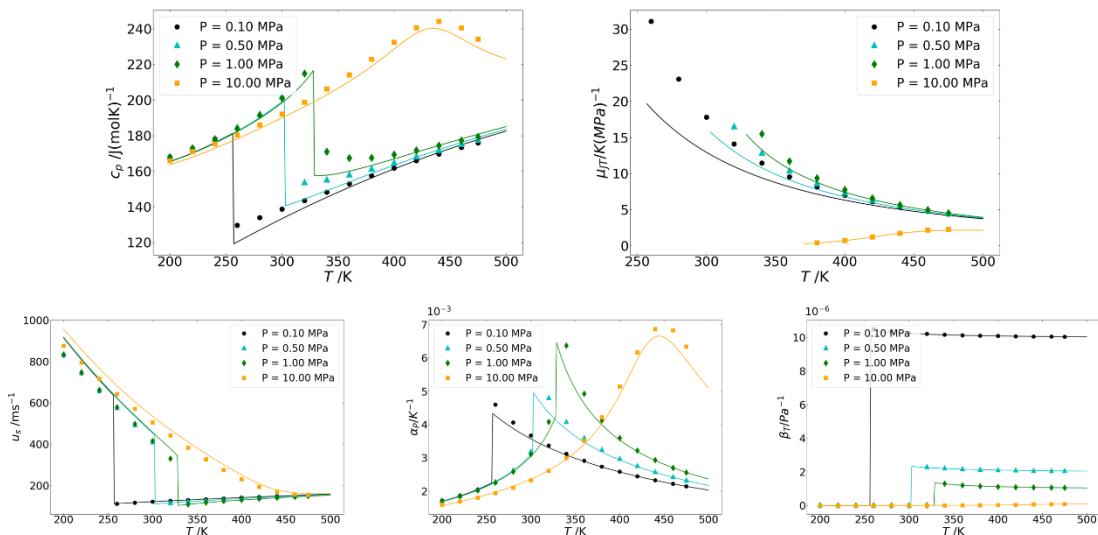 240
220
200
180
160
140
120
c_p /J(molK)^{-1}
P = 0.10 MPa
P = 0.50 MPa
P = 1.00 MPa
P = 10.00 MPa
200 250 300 350 400 450 500
T /K
35
30
25
20
15
10
5
0
μ_{JT}/K(MPa)^{-1}
P = 0.10 MPa
P = 0.50 MPa
P = 1.00 MPa
P = 10.00 MPa
250 300 350 400 450 500
T /K
1000
800
600
400
200
u_s /ms^{-1}
P = 0.10 MPa
P = 0.50 MPa
P = 1.00 MPa
P = 10.00 MPa
200 250 300 350 400 450 500
T /K
10^{-3}
7
6
5
4
3
2
α_P/K^{-1}
P = 0.10 MPa
P = 0.50 MPa
P = 1.00 MPa
P = 10.00 MPa
200 250 300 350 400 450 500
T /K
10^{-6}
10
8
6
4
2
0
β_T/Pa^{-1}
P = 0.10 MPa
P = 0.50 MPa
P = 1.00 MPa
P = 10.00 MPa
200 250 300 350 400 450 500
T /K